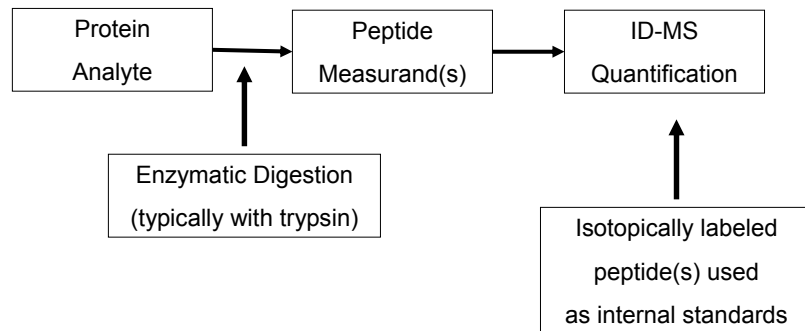 Protein
Analyte
Peptide
Measurand(s)
ID-MS
Quantification
Enzymatic Digestion
(typically with trypsin)
Isotopically labeled
peptide(s) used
as internal standards